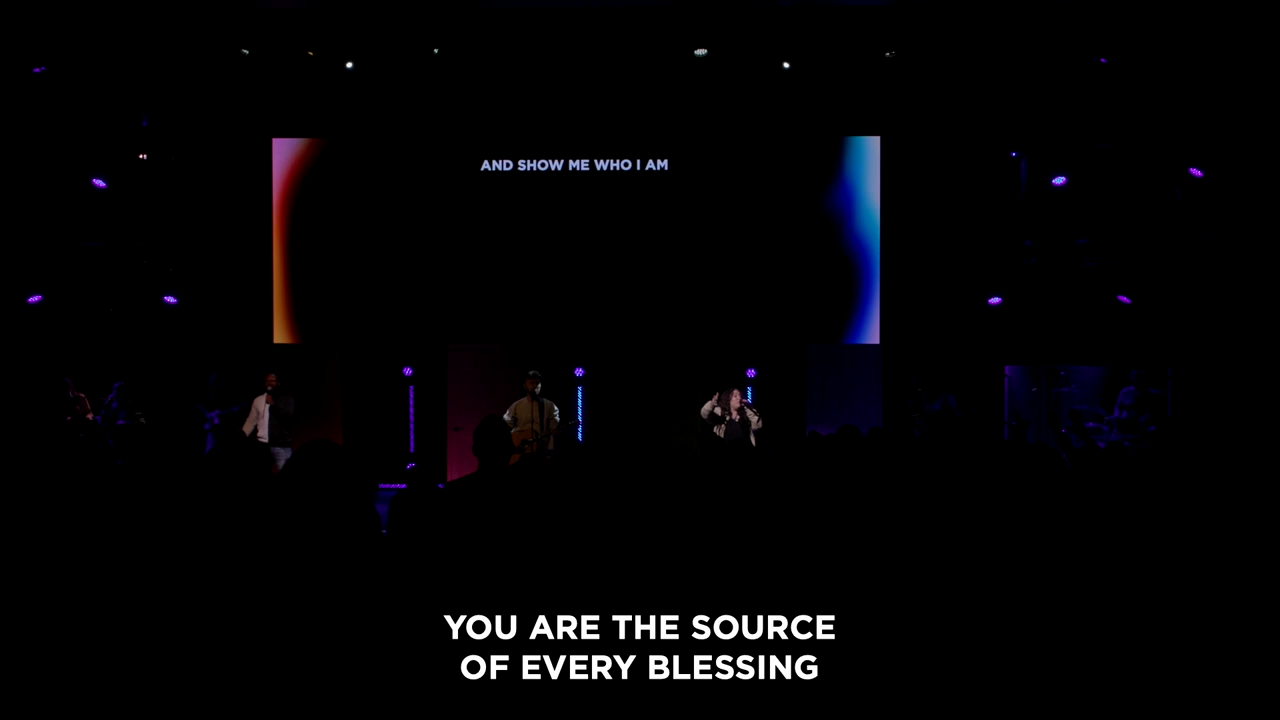 AND SHOW ME WHO I AM
YOU ARE THE SOURCE
OF EVERY BLESSING